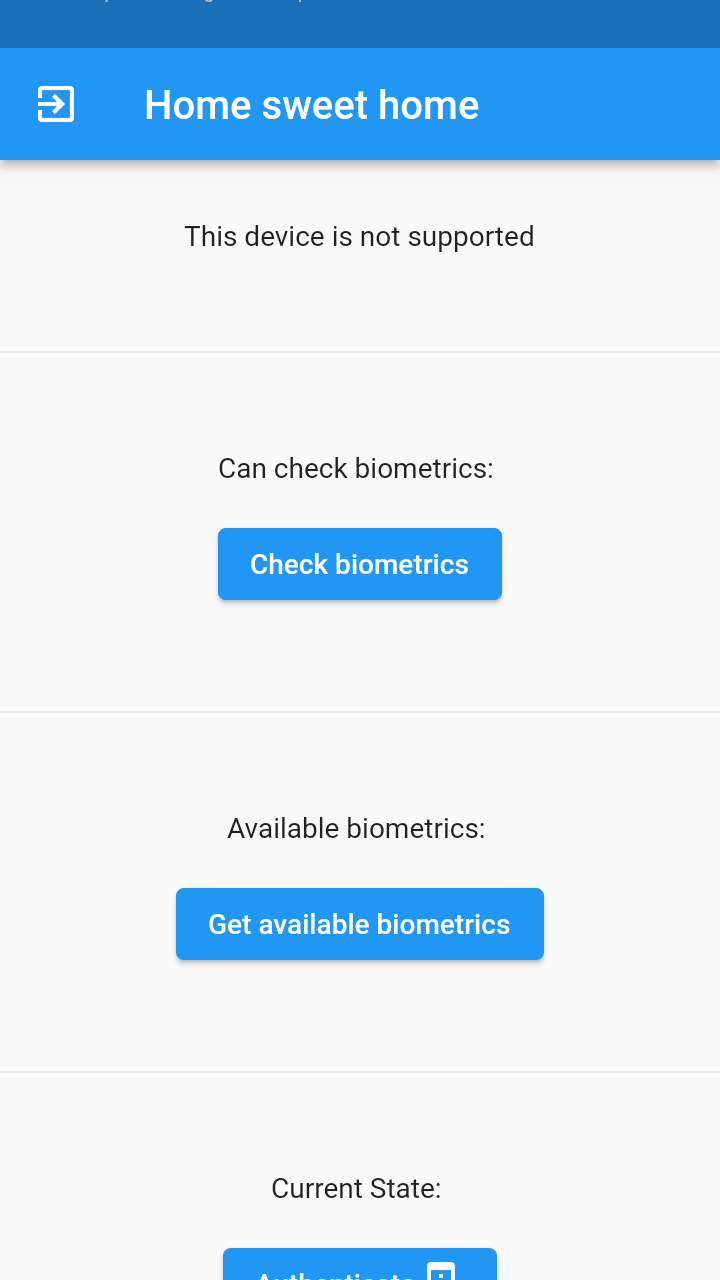 Home sweet home
This device is not supported
Can check biometrics:
Check biometrics
Available biometrics:
Get available biometrics
Current State:
Authenticate